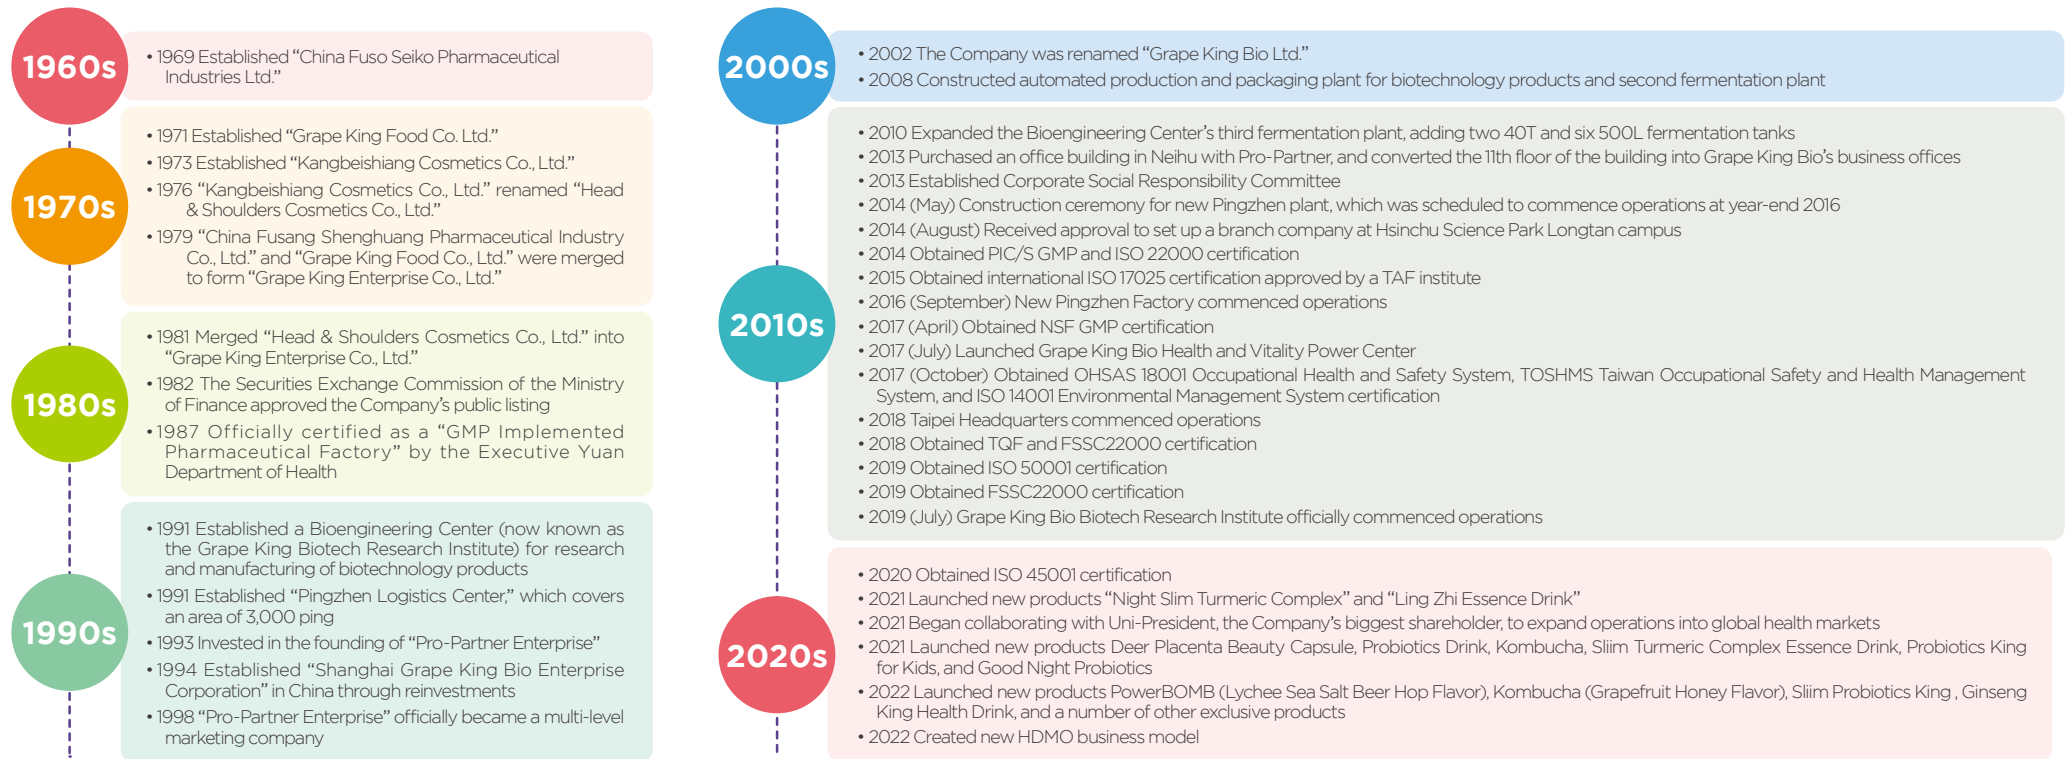 1960s
• 1969 Established “China Fuso Seiko Pharmaceutical
Industries Ltd.”
1970s
• 1971 Established “Grape King Food Co. Ltd.”
• 1973 Established “Kangbeishiang Cosmetics Co., Ltd.”
• 1976 “Kangbeishiang Cosmetics Co., Ltd.” renamed “Head
& Shoulders Cosmetics Co., Ltd.”
• 1979 “China Fusang Shenghuang Pharmaceutical Industry
Co., Ltd.” and “Grape King Food Co., Ltd.” were merged
to form “Grape King Enterprise Co., Ltd.”
1980s
• 1981 Merged “Head & Shoulders Cosmetics Co., Ltd.” into
“Grape King Enterprise Co., Ltd.”
• 1982 The Securities Exchange Commission of the Ministry
of Finance approved the Company’s public listing
• 1987 Officially certified as a “GMP Implemented
Pharmaceutical Factory” by the Executive Yuan
Department of Health
1990s
• 1991 Established a Bioengineering Center (now known as
the Grape King Biotech Research Institute) for research
and manufacturing of biotechnology products
• 1991 Established “Pingzhen Logistics Center,” which covers
an area of 3,000 ping
• 1993 Invested in the founding of “Pro-Partner Enterprise”
• 1994 Established “Shanghai Grape King Bio Enterprise
Corporation” in China through reinvestments
• 1998 “Pro-Partner Enterprise” officially became a multi-level
marketing company
2000s
• 2002 The Company was renamed “Grape King Bio Ltd.”
• 2008 Constructed automated production and packaging plant for biotechnology products and second fermentation plant
2010s
• 2010 Expanded the Bioengineering Center’s third fermentation plant, adding two 40T and six 500L fermentation tanks
• 2013 Purchased an office building in Neihu with Pro-Partner, and converted the 11th floor of the building into Grape King Bio’s business offices
• 2013 Established Corporate Social Responsibility Committee
• 2014 (May) Construction ceremony for new Pingzhen plant, which was scheduled to commence operations at year-end 2016
• 2014 (August) Received approval to set up a branch company at Hsinchu Science Park Longtan campus
• 2014 Obtained PIC/S GMP and ISO 22000 certification
• 2015 Obtained international ISO 17025 certification approved by a TAF institute
• 2016 (September) New Pingzhen Factory commenced operations
• 2017 (April) Obtained NSF GMP certification
• 2017 (July) Launched Grape King Bio Health and Vitality Power Center
• 2017 (October) Obtained OHSAS 18001 Occupational Health and Safety System, TOSHMS Taiwan Occupational Safety and Health Management
System, and ISO 14001 Environmental Management System certification
• 2018 Taipei Headquarters commenced operations
• 2018 Obtained TQF and FSSC22000 certification
• 2019 Obtained ISO 50001 certification
• 2019 Obtained FSSC22000 certification
• 2019 (July) Grape King Bio Biotech Research Institute officially commenced operations
2020s
• 2020 Obtained ISO 45001 certification
• 2021 Launched new products “Night Slim Turmeric Complex” and “Ling Zhi Essence Drink”
• 2021 Began collaborating with Uni-President, the Company’s biggest shareholder, to expand operations into global health markets
• 2021 Launched new products Deer Placenta Beauty Capsule, Probiotics Drink, Kombucha, Sliim Turmeric Complex Essence Drink, Probiotics King
for Kids, and Good Night Probiotics
• 2022 Launched new products PowerBOMB (Lychee Sea Salt Beer Hop Flavor), Kombucha (Grapefruit Honey Flavor), Sliim Probiotics King , Ginseng
King Health Drink, and a number of other exclusive products
• 2022 Created new HDMO business model